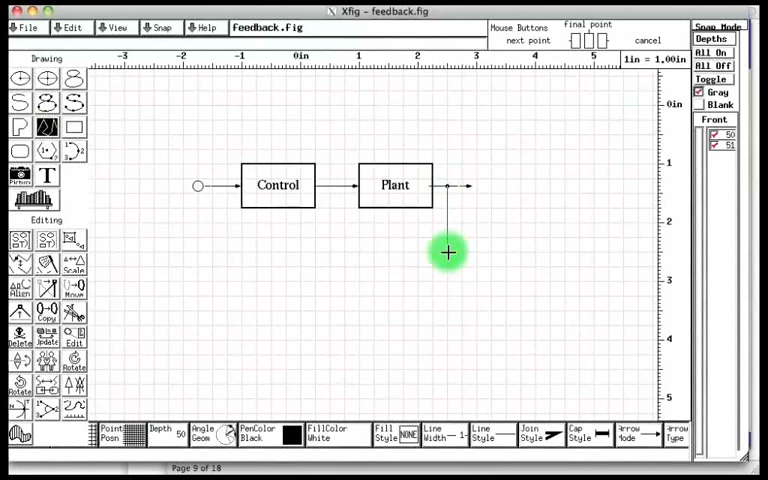 Xfig - feedback.fig
File Edit View Snap Help feedback.fig
Mouse Buttons
final point
next point cancel
Snap Mode
Depths
All On
All Off
Toggle
Gray
Blank
Front
50
51
Drawing
-3 -2 -1 0in 1 2 3 4 5 1in = 1.00in
0in
1
2
3
4
5
Control Plant
Picture
T
Editing
Scale
Align Move
Copy
Delete Update Edit
Rotate
Rotate
Point Posn
Depth 50
Angle Geom
PenColor Black
FillColor White
Fill Style NONE
Line Width 1
Line Style
Join Style
Cap Style
Arrow Mode
Arrow Type
Page 9 of 18